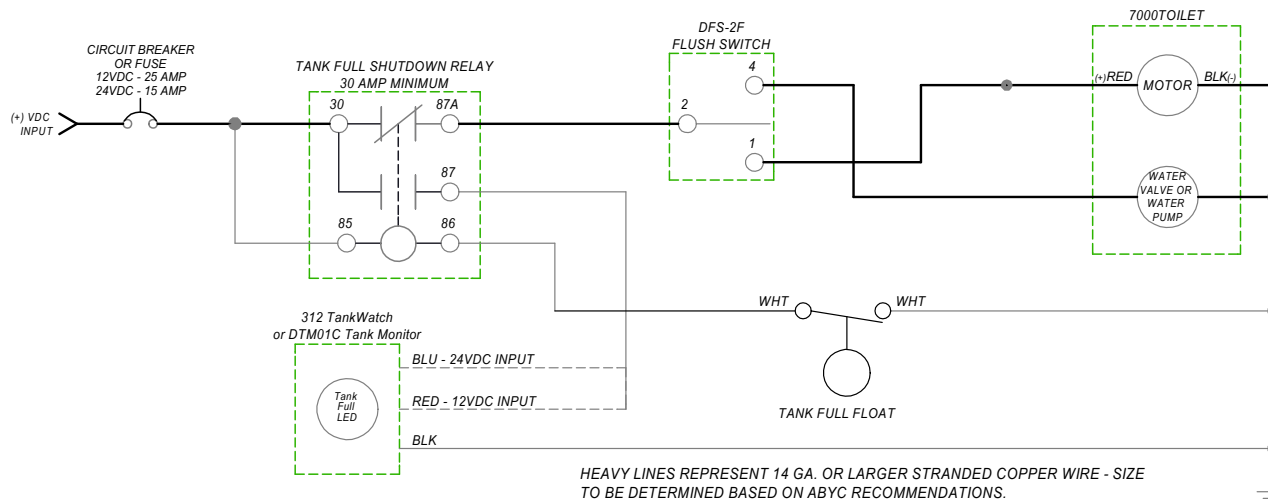 7000TOILET
DFS-2F
FLUSH SWITCH
CIRCUIT BREAKER
OR FUSE
12VDC - 25 AMP
24VDC - 15 AMP
TANK FULL SHUTDOWN RELAY
30 AMP MINIMUM
4
(+)RED
MOTOR
BLK(-)
30
87A
2
(+) VDC
INPUT
1
87
WATER
VALVE OR
WATER
PUMP
85
86
WHT
WHT
312 TankWatch
or DTM01C Tank Monitor
BLU - 24VDC INPUT
Tank
Full
LED
RED - 12VDC INPUT
TANK FULL FLOAT
BLK
HEAVY LINES REPRESENT 14 GA. OR LARGER STRANDED COPPER WIRE - SIZE
TO BE DETERMINED BASED ON ABYC RECOMMENDATIONS.